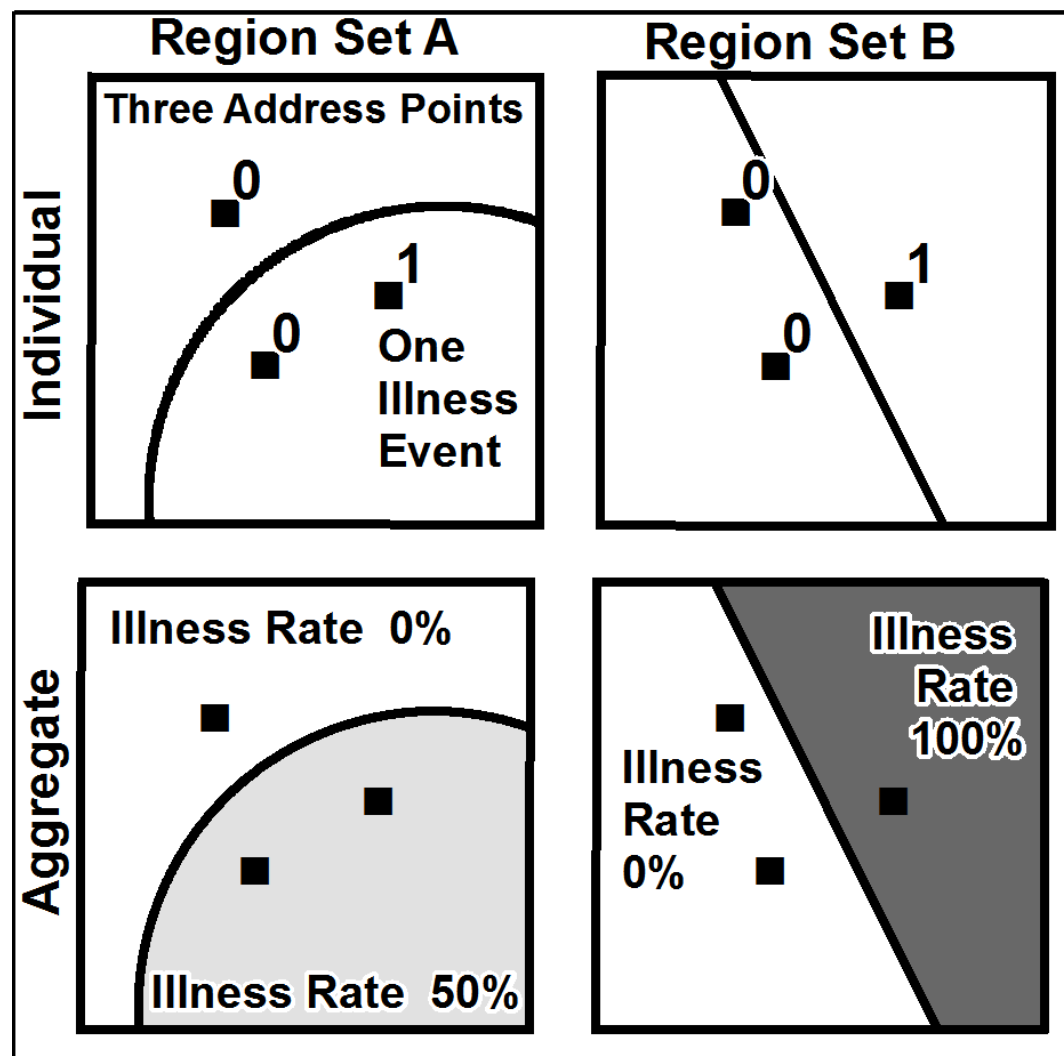 Region Set A
Region Set B
Individual
Three Address Points
0
1
0
One
Illness
Event
0
1
0
Aggregate
Illness Rate 0%
Illness Rate 50%
Illness
Rate
100%
Illness
Rate
0%